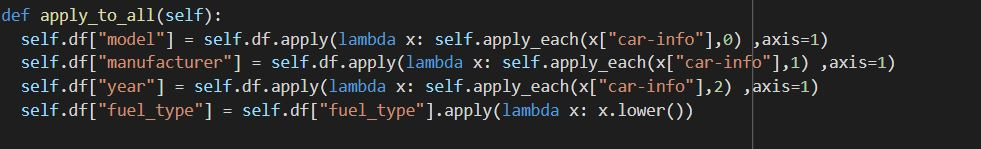 def apply_to_all(self):
  self.df["model"] = self.df.apply(lambda x: self.apply_each(x["car-info"],0) ,axis=1)
  self.df["manufacturer"] = self.df.apply(lambda x: self.apply_each(x["car-info"],1) ,axis=1)
  self.df["year"] = self.df.apply(lambda x: self.apply_each(x["car-info"],2) ,axis=1)
  self.df["fuel_type"] = self.df["fuel_type"].apply(lambda x: x.lower())